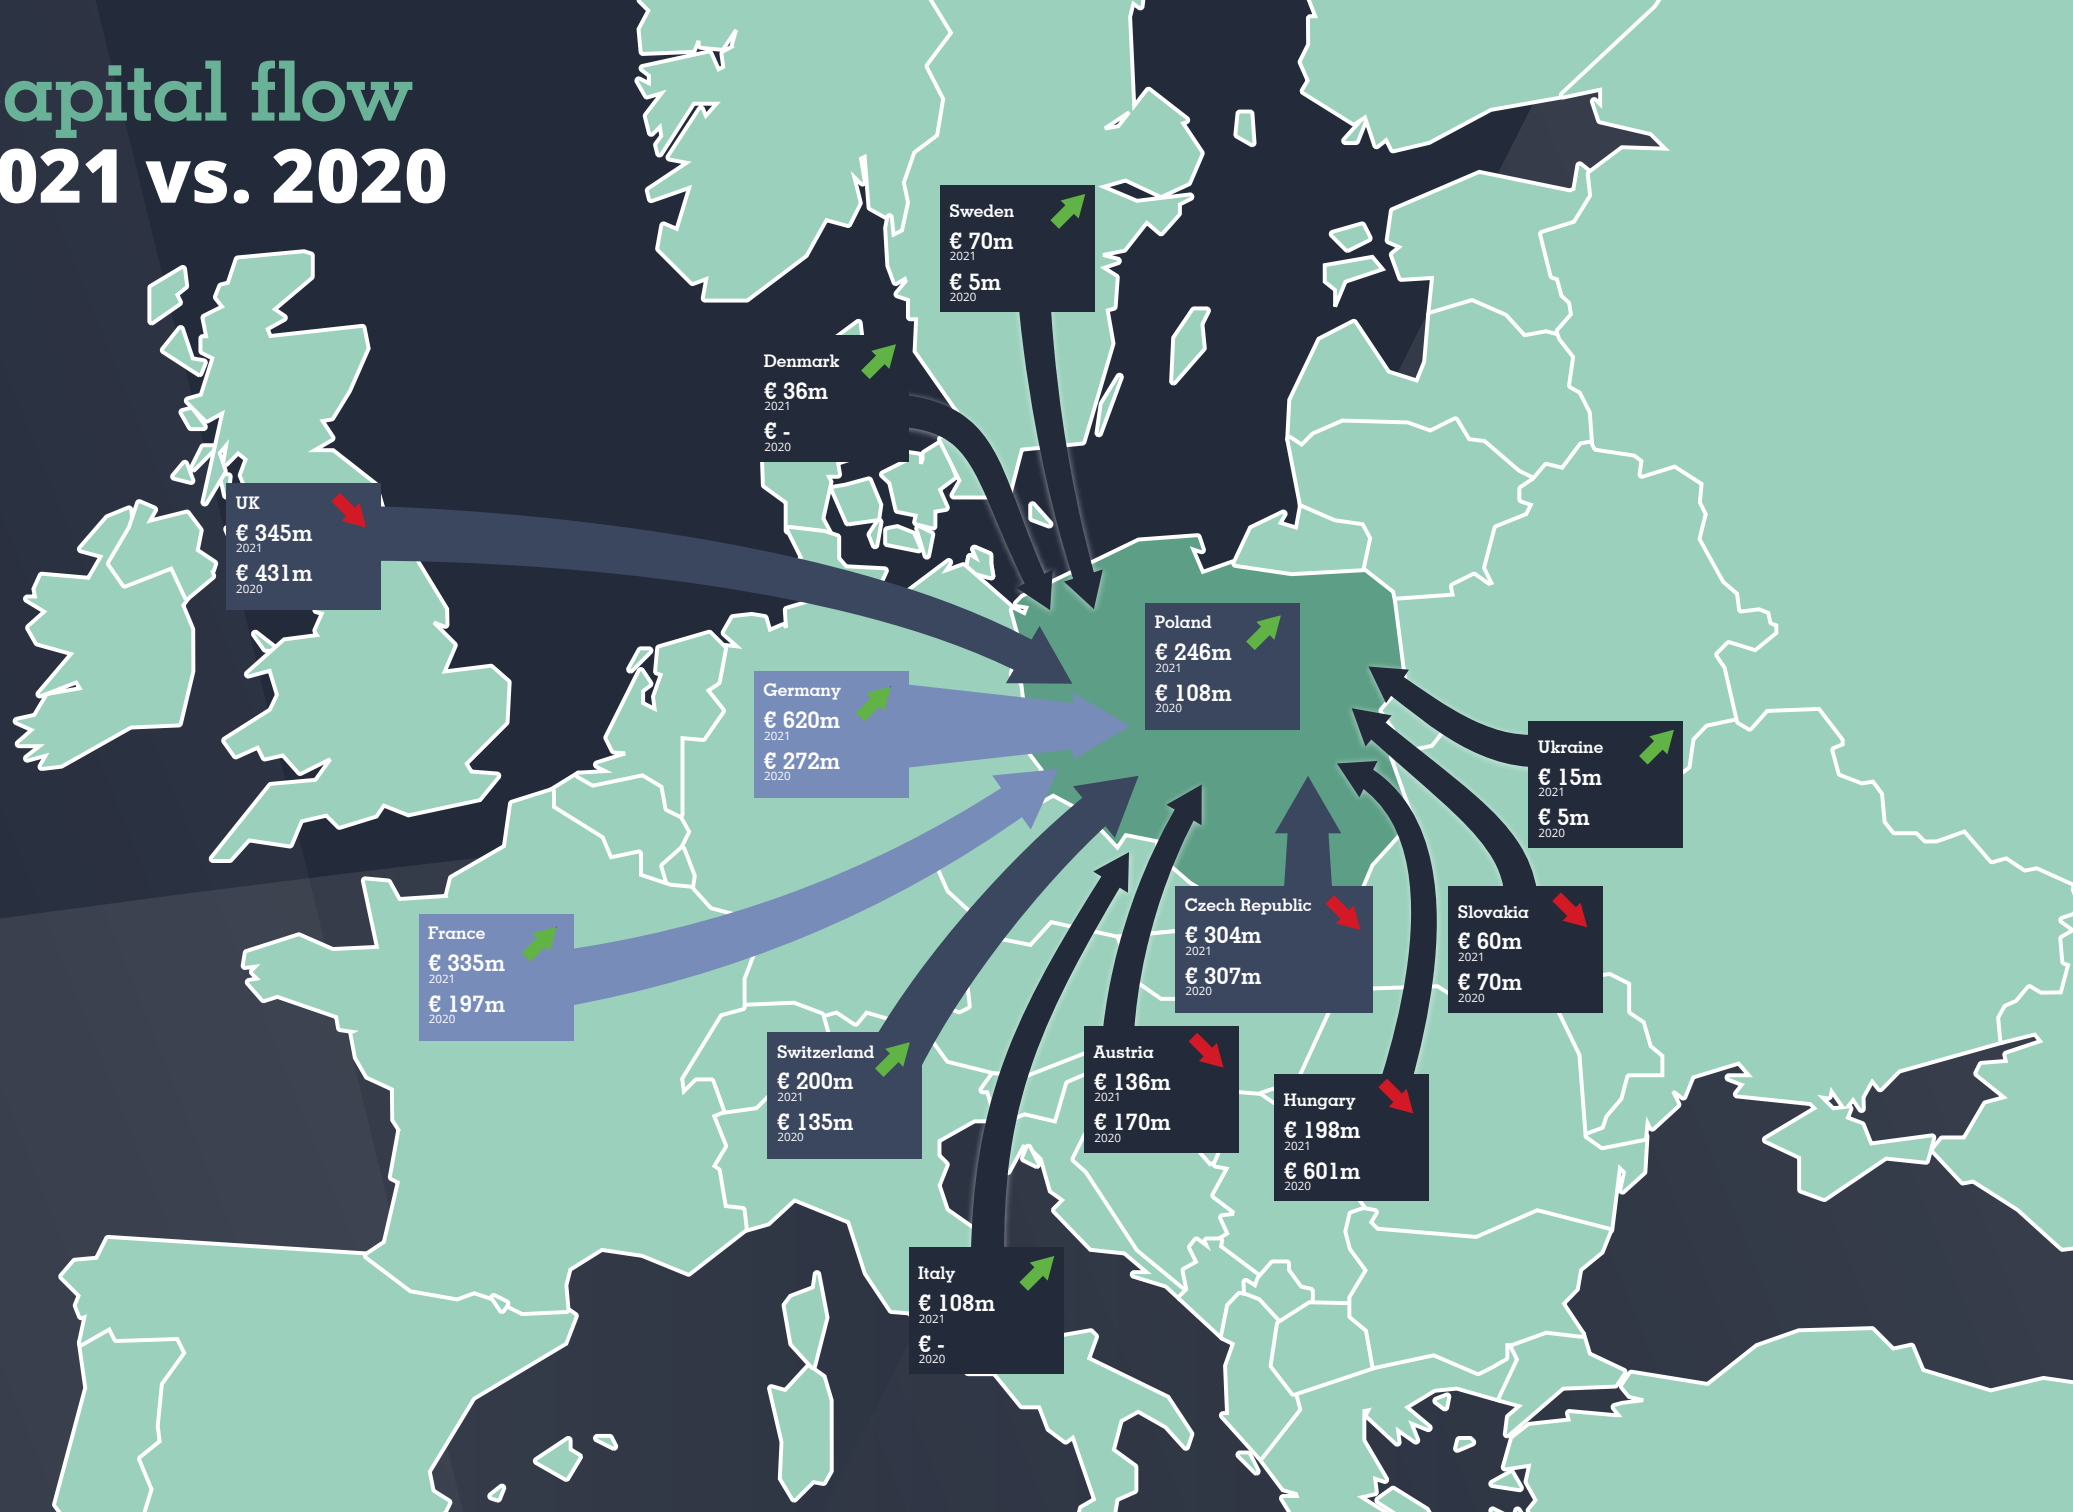 apital flow
021 vs. 2020
Sweden
€ 70m
2021
€ 5m
2020
Denmark
€ 36m
2021
€ -
2020
UK
€ 345m
2021
€ 431m
2020
Poland
€ 246m
2021
€ 108m
2020
Germany
€ 620m
2021
€ 272m
2020
Ukraine
€ 15m
2021
€ 5m
2020
France
€ 335m
2021
€ 197m
2020
Czech Republic
€ 304m
2021
€ 307m
2020
Slovakia
€ 60m
2021
€ 70m
2020
Switzerland
€ 200m
2021
€ 135m
2020
Austria
€ 136m
2021
€ 170m
2020
Hungary
€ 198m
2021
€ 601m
2020
Italy
€ 108m
2021
€ -
2020